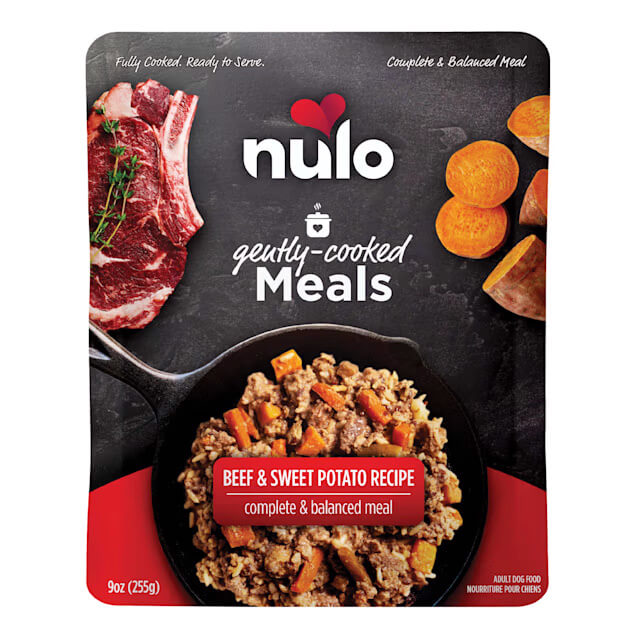 Fully Cooked. Ready to Serve.
Complete & Balanced Meal
nulo
gently-cooked
Meals
BEEF & SWEET POTATO RECIPE
complete & balanced meal
9oz (255g)
ADULT DOG FOOD
NOURRITURE POUR CHIENS